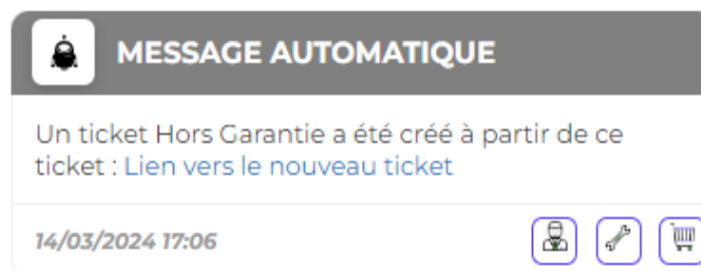 MESSAGE AUTOMATIQUE
Un ticket Hors Garantie a été créé à partir de ce
ticket : Lien vers le nouveau ticket
14/03/2024 17:06